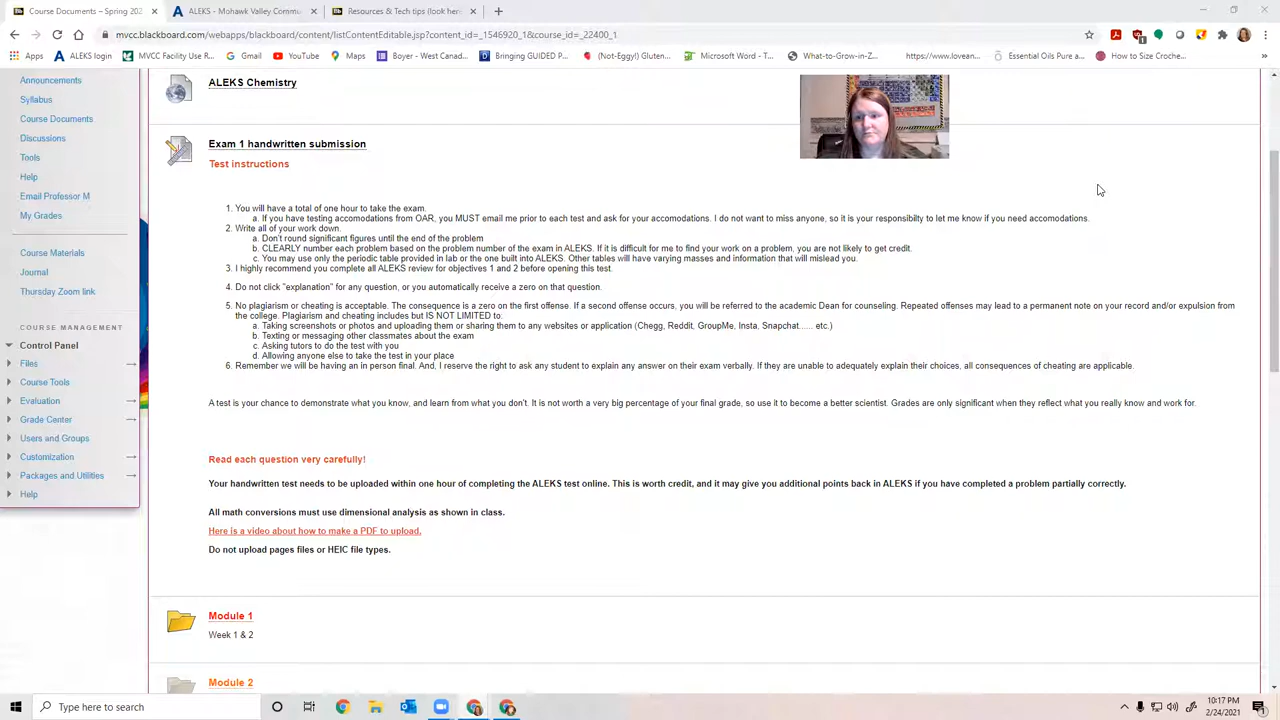 Course Documents – Spring 202
ALEKS - Mohawk Valley Commu
Resources & Tech tips (look here
mvcc.blackboard.com/webapps/blackboard/content/listContentEditable.jsp?content_id=_1546920_1&course_id=_22400_1
Apps ALEKS login MVCC Facility Use R... Gmail YouTube Maps Boyer - West Canad... Bringing GUIDED P... (Not-Eggy!) Gluten... Microsoft Word - T... What-to-Grow-in-Z... www.lovean... Essential Oils Pure a... How to Size Croche...
Announcements
Syllabus
Course Documents
Discussions
Tools
Help
Email Professor M
My Grades
Course Materials
Journal
Thursday Zoom link
COURSE MANAGEMENT
Control Panel
Files
Course Tools
Evaluation
Grade Center
Users and Groups
Customization
Packages and Utilities
Help
ALEKS Chemistry
Exam 1 handwritten submission
Test instructions
1. You will have a total of one hour to take the exam.
a. If you have testing accomodations from OAR, you MUST email me prior to each test and ask for your accomodations. I do not want to miss anyone, so it is your responsibilty to let me know if you need accomodations.
2. Write all of your work down.
a. Don't round significant figures until the end of the problem
b. CLEARLY number each problem based on the problem number of the exam in ALEKS. If it is difficult for me to find your work on a problem, you are not likely to get credit.
c. You may use only the periodic table provided in lab or the one built into ALEKS. Other tables will have varying masses and information that will mislead you.
3. I highly recommend you complete all ALEKS review for objectives 1 and 2 before opening this test.
4. Do not click "explanation" for any question, or you automatically receive a zero on that question.
5. No plagiarism or cheating is acceptable. The consequence is a zero on the first offense. If a second offense occurs, you will be referred to the academic Dean for counseling. Repeated offenses may lead to a permanent note on your record and/or expulsion from
the college. Plagiarism and cheating includes but IS NOT LIMITED to:
a. Taking screenshots or photos and uploading them or sharing them to any websites or application (Chegg, Reddit, GroupMe, Insta, Snapchat...... etc.)
b. Texting or messaging other classmates about the exam
c. Asking tutors to do the test with you
d. Allowing anyone else to take the test in your place
6. Remember we will be having an in person final. And, I reserve the right to ask any student to explain any answer on their exam verbally. If they are unable to adequately explain their choices, all consequences of cheating are applicable.
A test is your chance to demonstrate what you know, and learn from what you don't. It is not worth a very big percentage of your final grade, so use it to become a better scientist. Grades are only significant when they reflect what you really know and work for.
Read each question very carefully!
Your handwritten test needs to be uploaded within one hour of completing the ALEKS test online. This is worth credit, and it may give you additional points back in ALEKS if you have completed a problem partially correctly.
All math conversions must use dimensional analysis as shown in class.
Here is a video about how to make a PDF to upload.
Do not upload pages files or HEIC file types.
Module 1
Week 1 & 2
Module 2
Type here to search
10:17 PM
2/24/2021